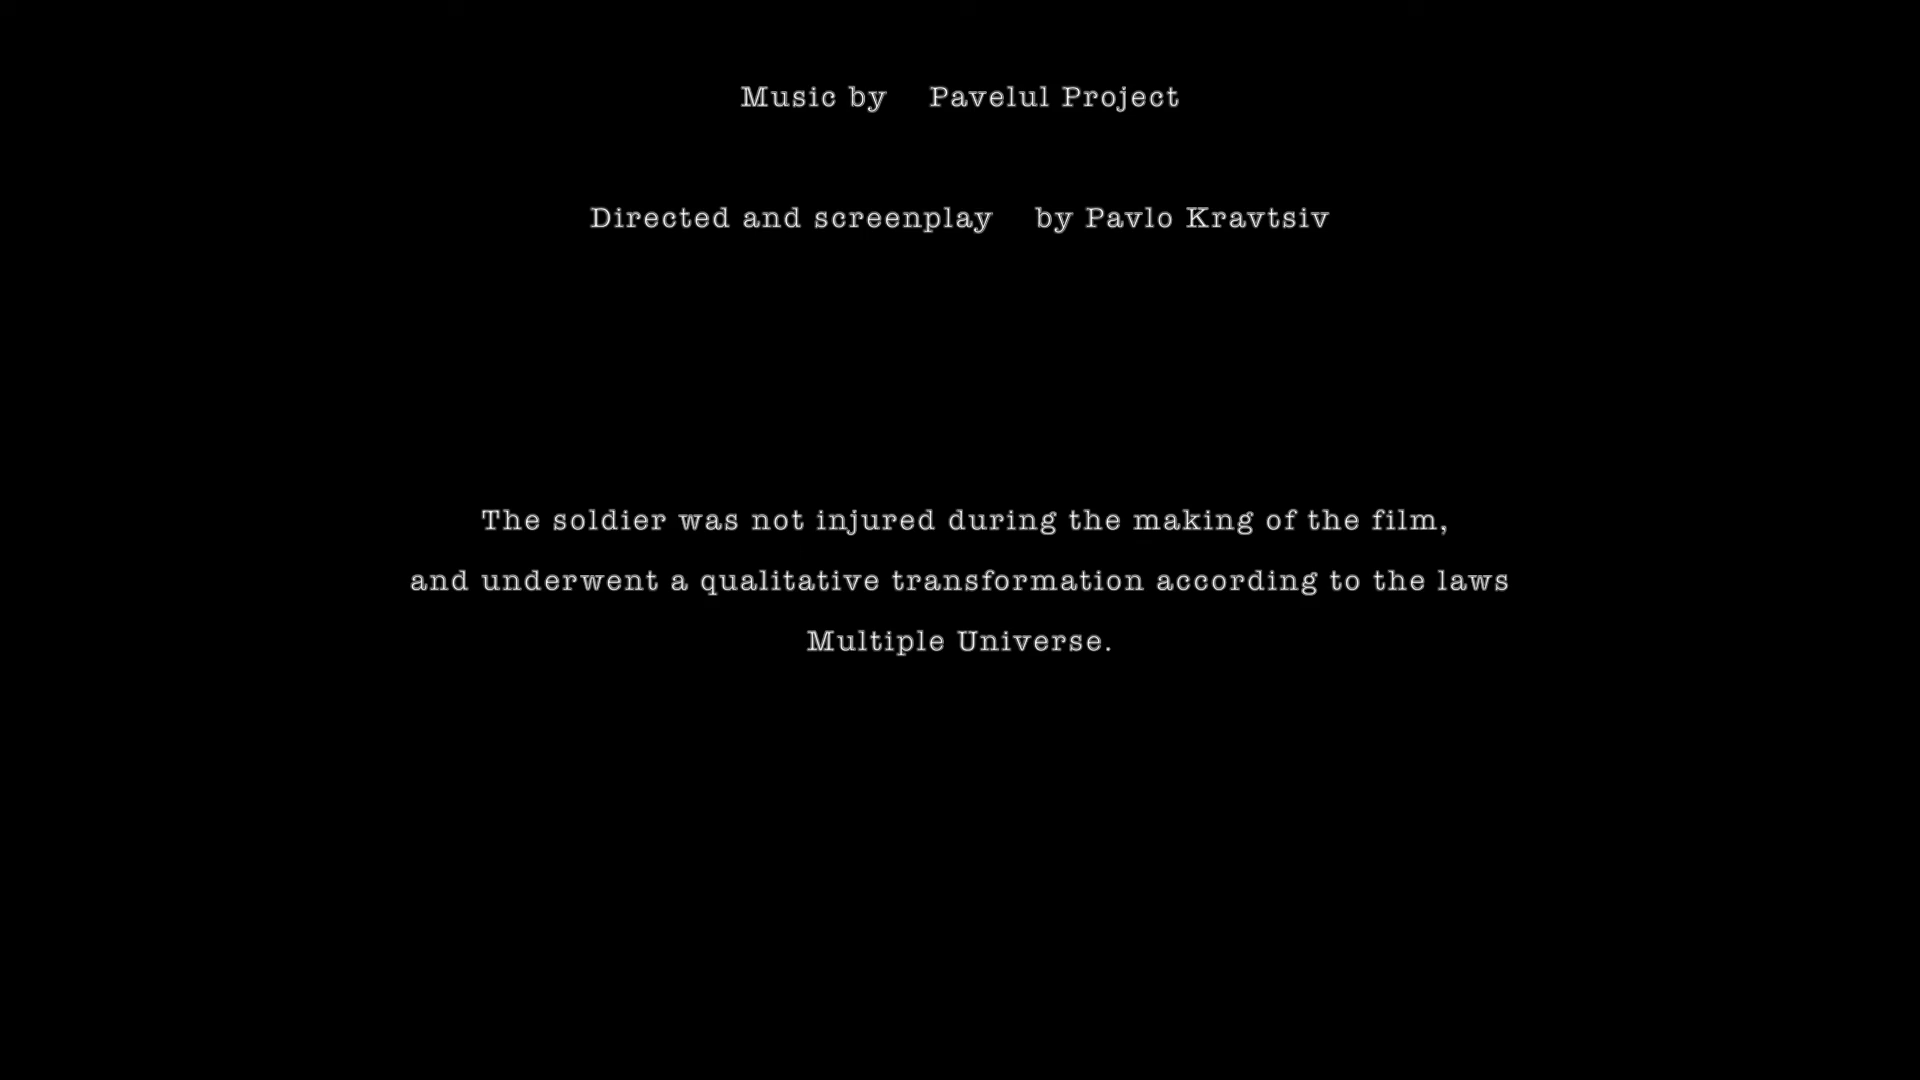 Music by Pavelul Project
Directed and screenplay by Pavlo Kravtsiv
The soldier was not injured during the making of the film,
and underwent a qualitative transformation according to the laws
Multiple Universe.